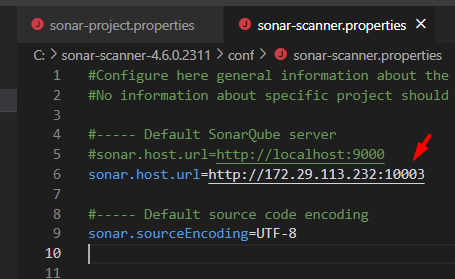 sonar-project.properties
sonar-scanner.properties
C: > sonar-scanner-4.6.0.2311 > conf > sonar-scanner.properties
1 #Configure here general information about the
2 #No information about specific project should
3
4 #----- Default SonarQube server
5 #sonar.host.url=http://localhost:9000
6 sonar.host.url=http://172.29.113.232:10003
7
8 #----- Default source code encoding
9 sonar.sourceEncoding=UTF-8
10